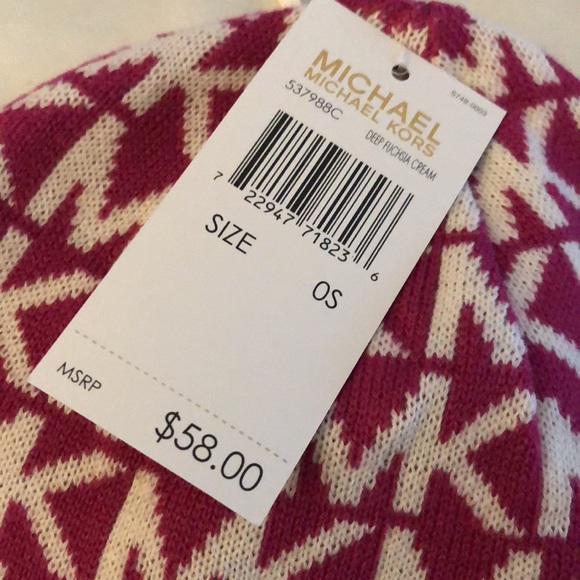 MICHAEL
MICHAEL KORS
537988C
DEEP FUCHSIA CREAM
7 22947 71823 6
SIZE OS
MSRP
$58.00